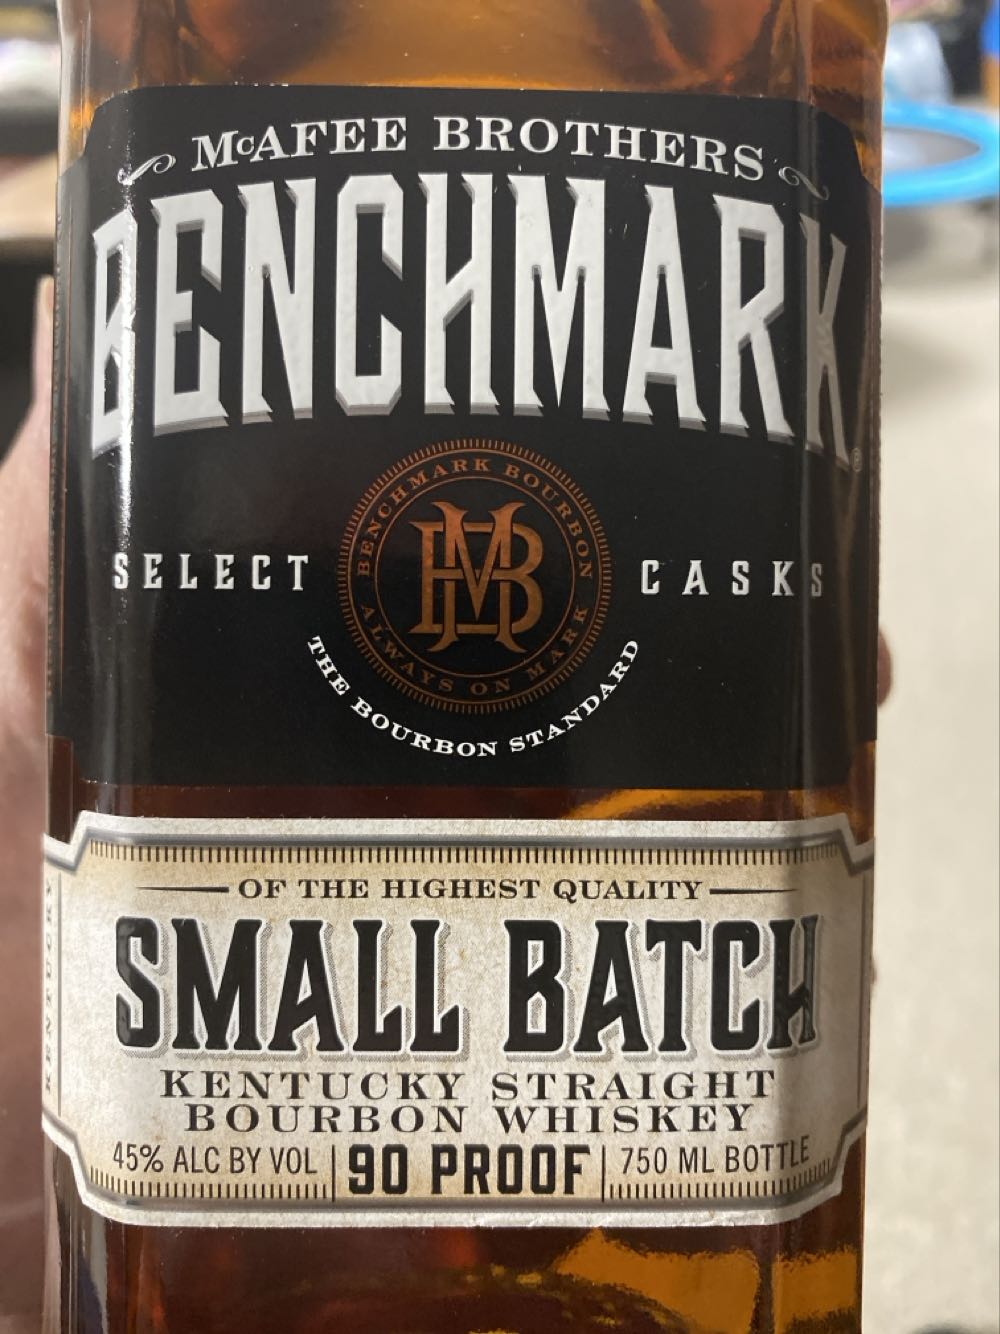 McAFEE BROTHERS
BENCHMARK
®
BENCHMARK BOURBON
ALWAYS ON MARK
SELECT CASKS
THE BOURBON STANDARD
OF THE HIGHEST QUALITY
SMALL BATCH
KENTUCKY STRAIGHT
BOURBON WHISKEY
45% ALC BY VOL | 90 PROOF | 750 ML BOTTLE
KENTUCKY